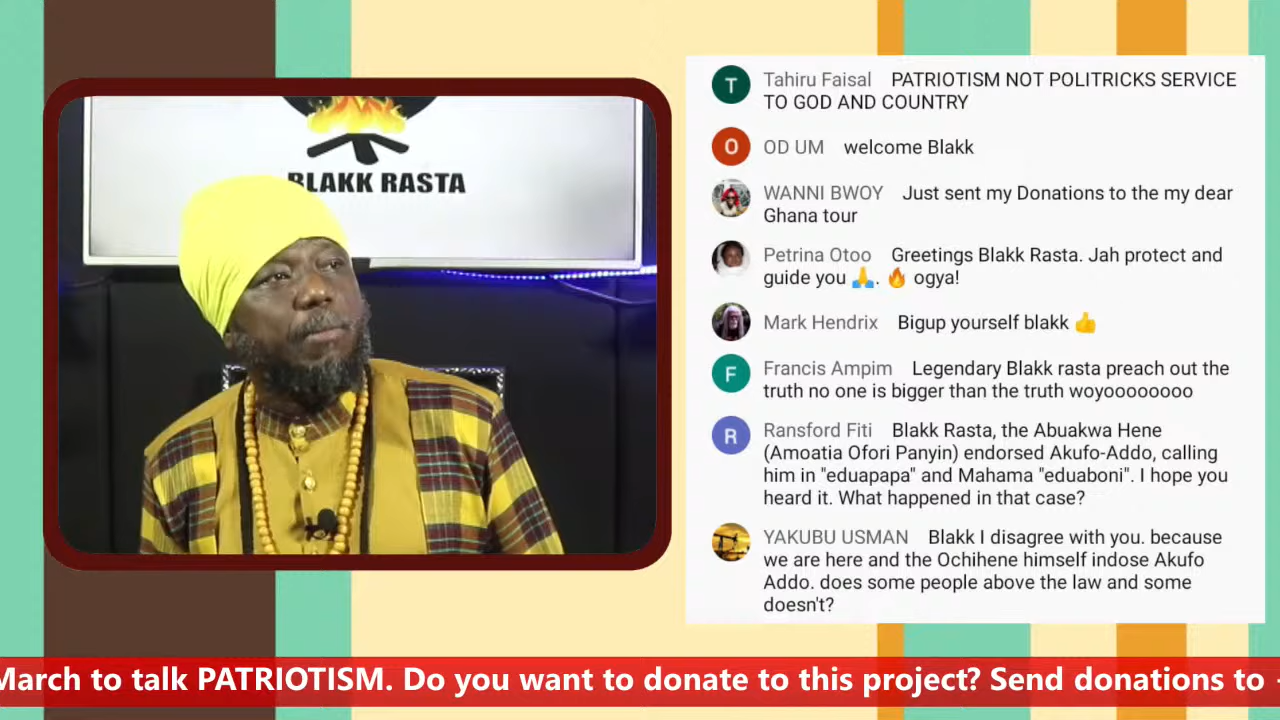 BLAKK RASTA
T
Tahiru Faisal PATRIOTISM NOT POLITRICKS SERVICE
TO GOD AND COUNTRY
O
OD UM welcome Blakk
WANNI BWOY Just sent my Donations to the my dear
Ghana tour
Petrina Otoo Greetings Blakk Rasta. Jah protect and
guide you 🙏. 🔥 ogya!
Mark Hendrix Bigup yourself blakk 👍
F
Francis Ampim Legendary Blakk rasta preach out the
truth no one is bigger than the truth woyoooooooo
R
Ransford Fiti Blakk Rasta, the Abuakwa Hene
(Amoatia Ofori Panyin) endorsed Akufo-Addo, calling
him in "eduapapa" and Mahama "eduaboni". I hope you
heard it. What happened in that case?
YAKUBU USMAN Blakk I disagree with you. because
we are here and the Ochihene himself indose Akufo
Addo. does some people above the law and some
doesn't?
March to talk PATRIOTISM. Do you want to donate to this project? Send donations to